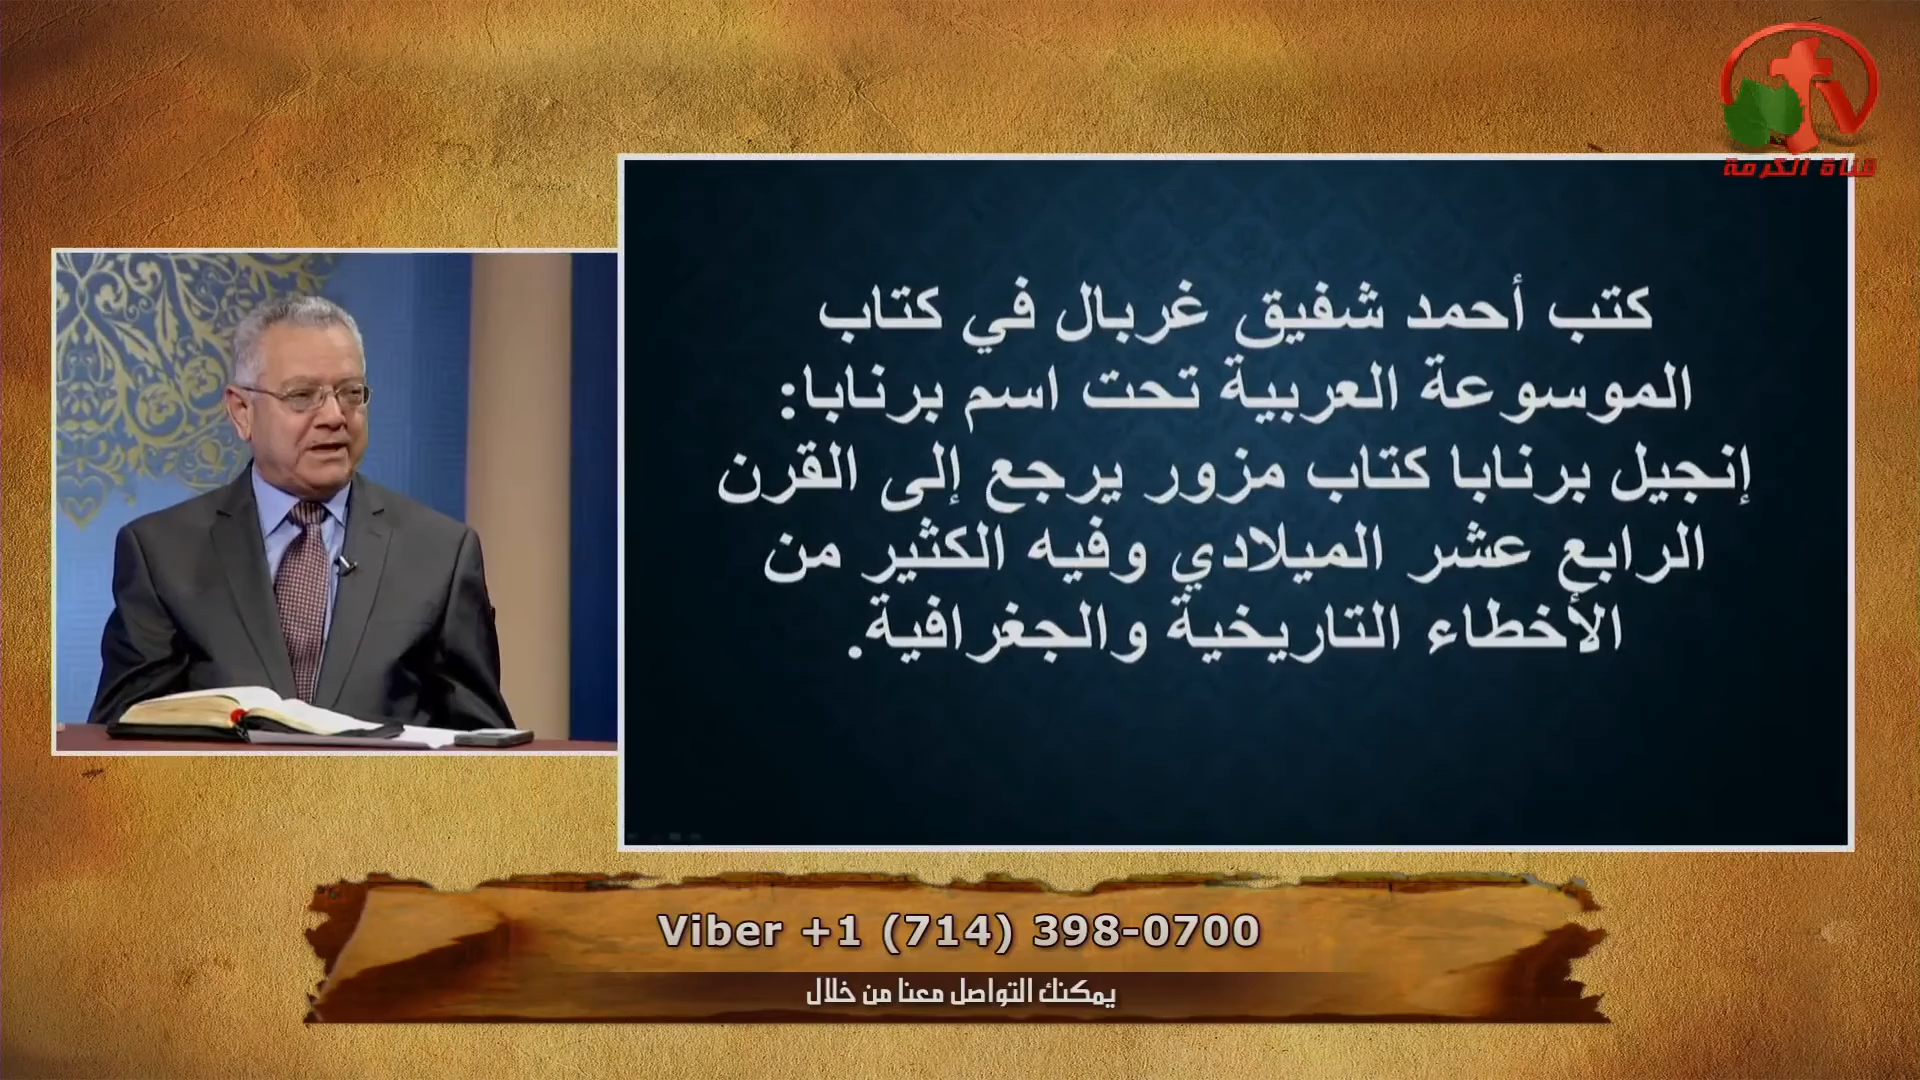 قناة الكرمة
كتب أحمد شفيق غربال في كتاب
الموسوعة العربية تحت اسم برنابا:
إنجيل برنابا كتاب مزور يرجع إلى القرن
الرابع عشر الميلادي وفيه الكثير من
الأخطاء التاريخية والجغرافية.
Viber +1 (714) 398-0700
يمكنك التواصل معنا من خلال